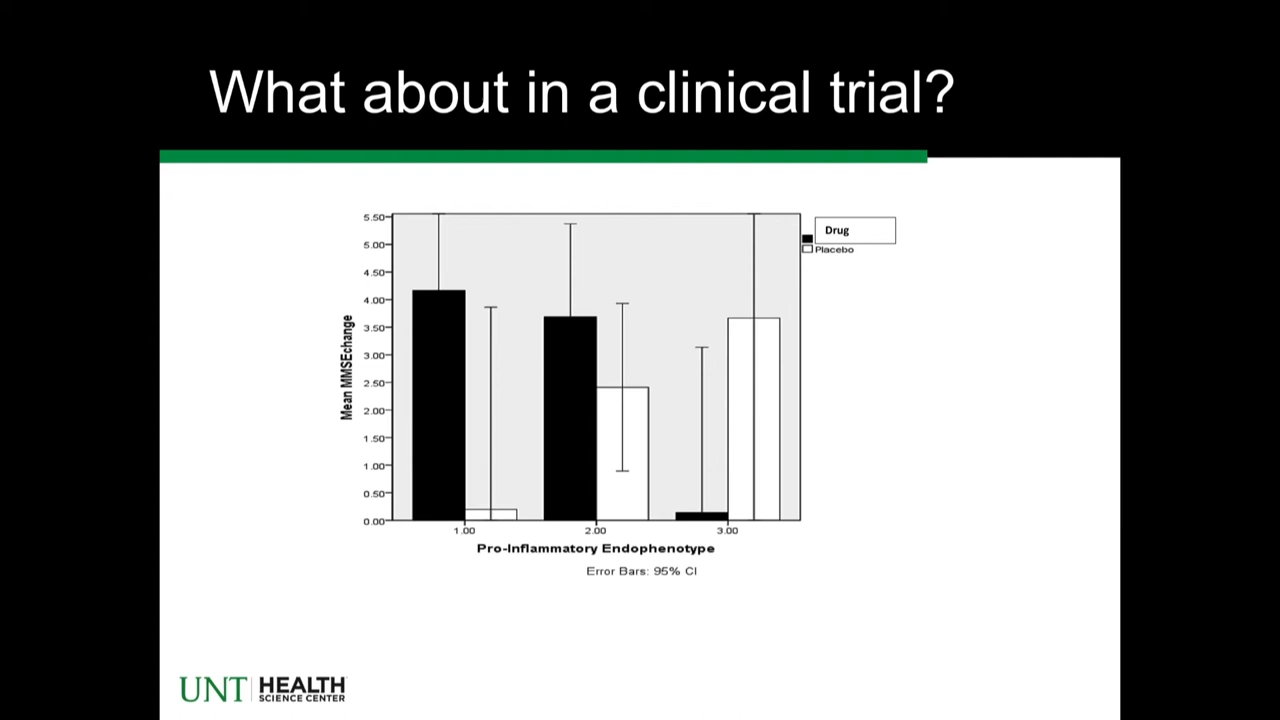 What about in a clinical trial?
5.50
5.00
4.50
4.00
3.50
3.00
2.50
2.00
1.50
1.00
0.50
0.00
Mean MMSEchange
Drug
Placebo
1.00 2.00 3.00
Pro-Inflammatory Endophenotype
Error Bars: 95% CI
UNT HEALTH
SCIENCE CENTER